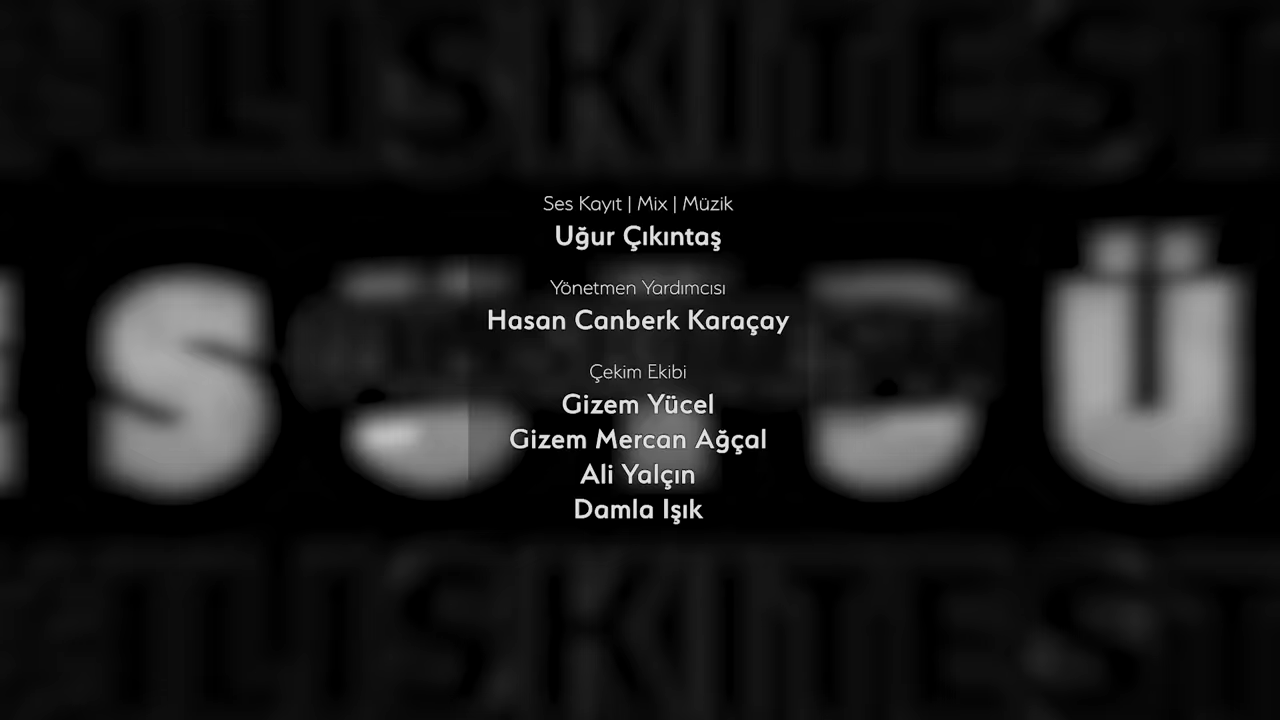 Ses Kayıt | Mix | Müzik
Uğur Çıkıntaş
Yönetmen Yardımcısı
Hasan Canberk Karaçay
Çekim Ekibi
Gizem Yücel
Gizem Mercan Ağçal
Ali Yalçın
Damla Işık